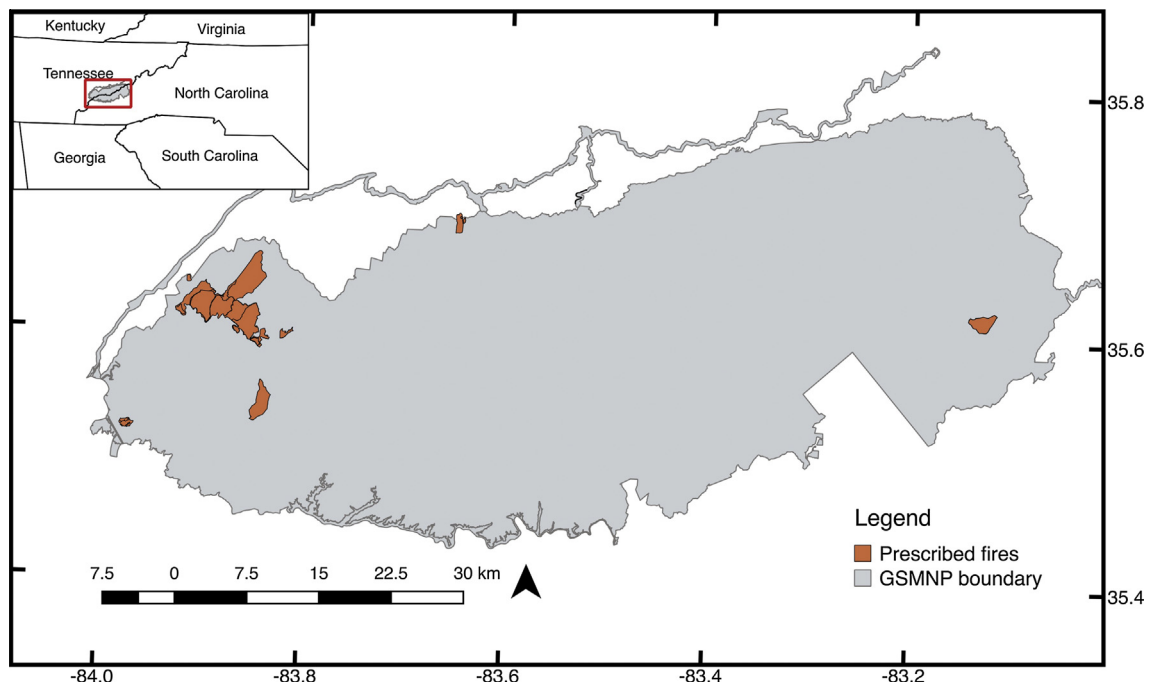 Kentucky
Virginia
Tennessee
North Carolina
Georgia
South Carolina
35.8
35.6
35.4
Legend
Prescribed fires
GSMNP boundary
7.5 0 7.5 15 22.5 30 km
-84.0 -83.8 -83.6 -83.4 -83.2